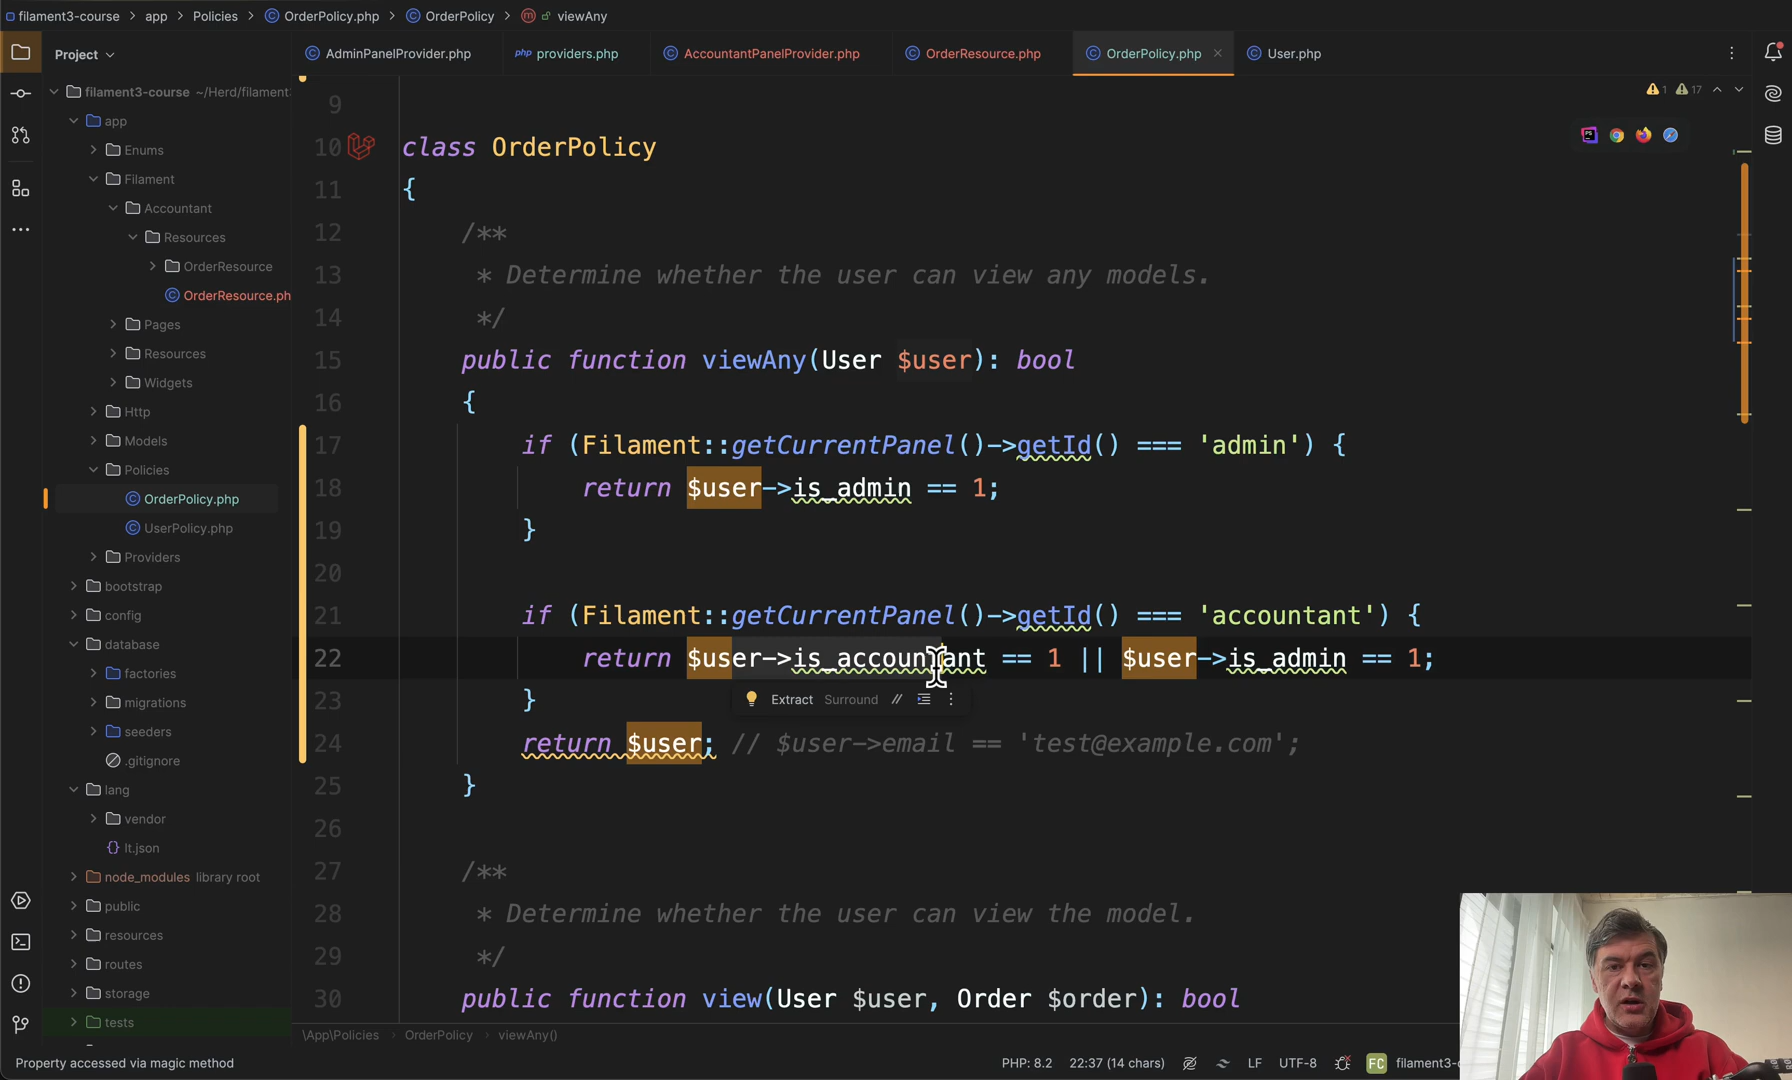 filament3-course > app > Policies > OrderPolicy.php > OrderPolicy > viewAny
Project
AdminPanelProvider.php
providers.php
AccountantPanelProvider.php
OrderResource.php
OrderPolicy.php
User.php
1
17
filament3-course ~/Herd/filament3
app
Enums
Filament
Accountant
Resources
OrderResource
OrderResource.ph
Pages
Resources
Widgets
Http
Models
Policies
OrderPolicy.php
UserPolicy.php
Providers
bootstrap
config
database
factories
migrations
seeders
.gitignore
lang
vendor
lt.json
node_modules library root
public
resources
routes
storage
tests
9
10 class OrderPolicy
11 {
12 /**
13 * Determine whether the user can view any models.
14 */
15 public function viewAny(User $user): bool
16 {
17 if (Filament::getCurrentPanel()->getId() === 'admin') {
18 return $user->is_admin == 1;
19 }
20
21 if (Filament::getCurrentPanel()->getId() === 'accountant') {
22 return $user->is_accountant == 1 || $user->is_admin == 1;
23 }
Extract Surround //
24 return $user; // $user->email == 'test@example.com';
25 }
26
27 /**
28 * Determine whether the user can view the model.
29 */
30 public function view(User $user, Order $order): bool
\App\Policies > OrderPolicy > viewAny()
Property accessed via magic method
PHP: 8.2 22:37 (14 chars) LF UTF-8 FC filament3-c